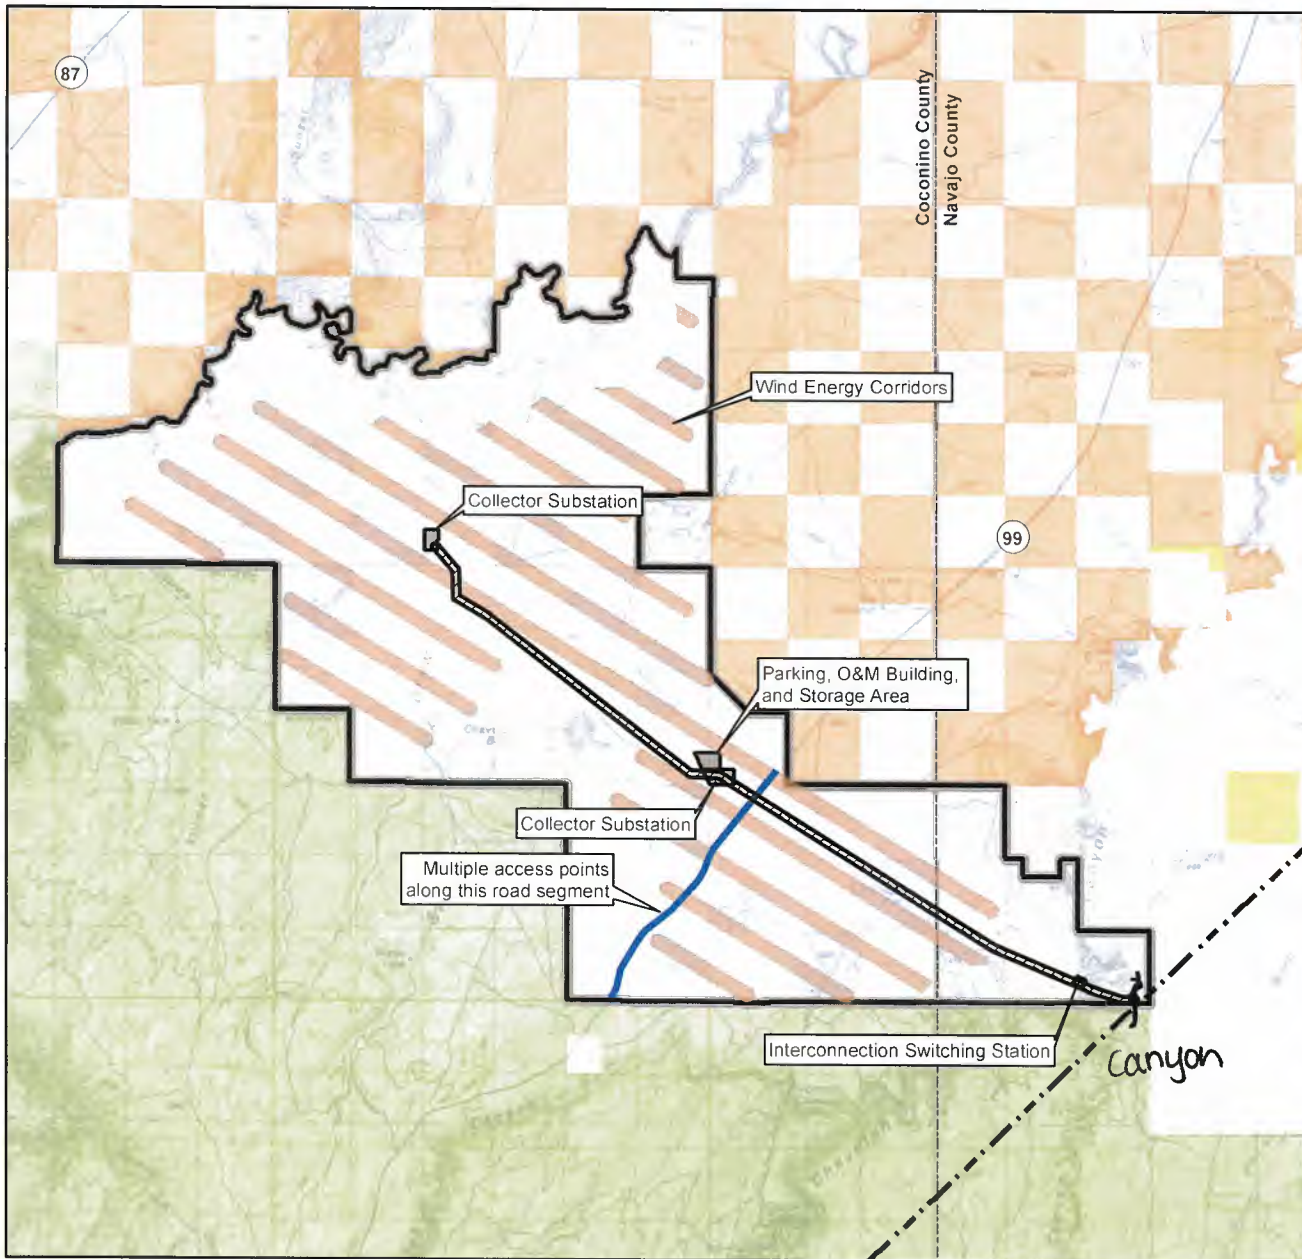 87
Coconino County
Navajo County
Wind Energy Corridors
Collector Substation
99
Parking, O&M Building,
and Storage Area
Collector Substation
Multiple access points
along this road segment
Interconnection Switching Station
Canyon